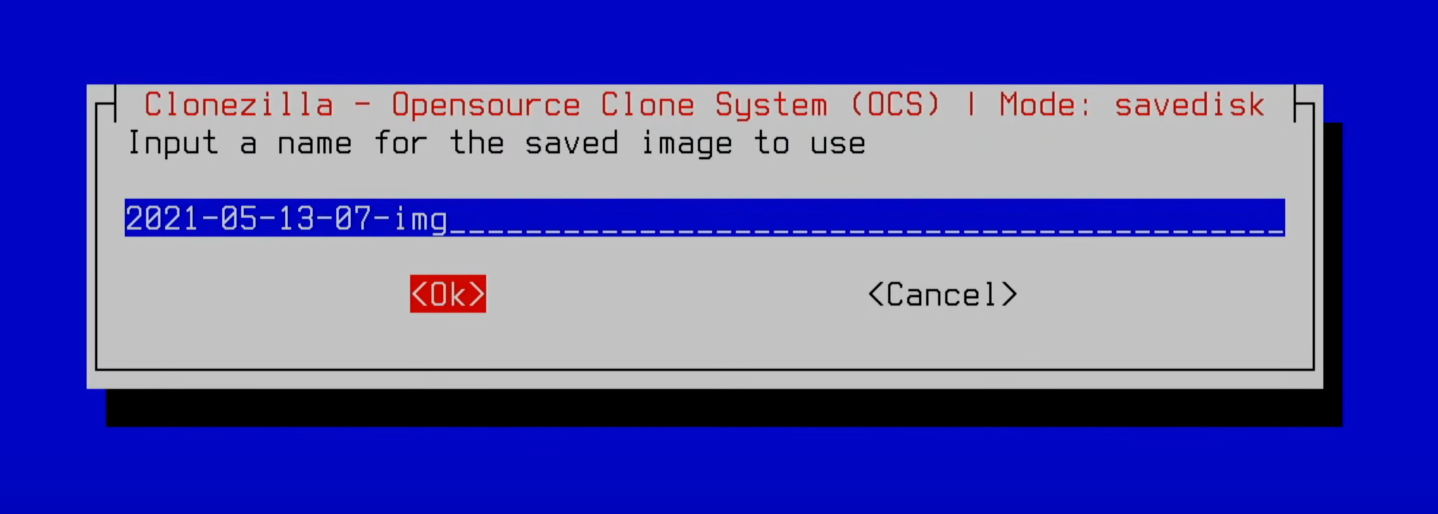 Clonezilla - Opensource Clone System (OCS) | Mode: savedisk
Input a name for the saved image to use
2021-05-13-07-img___________________________________________
<Ok> <Cancel>